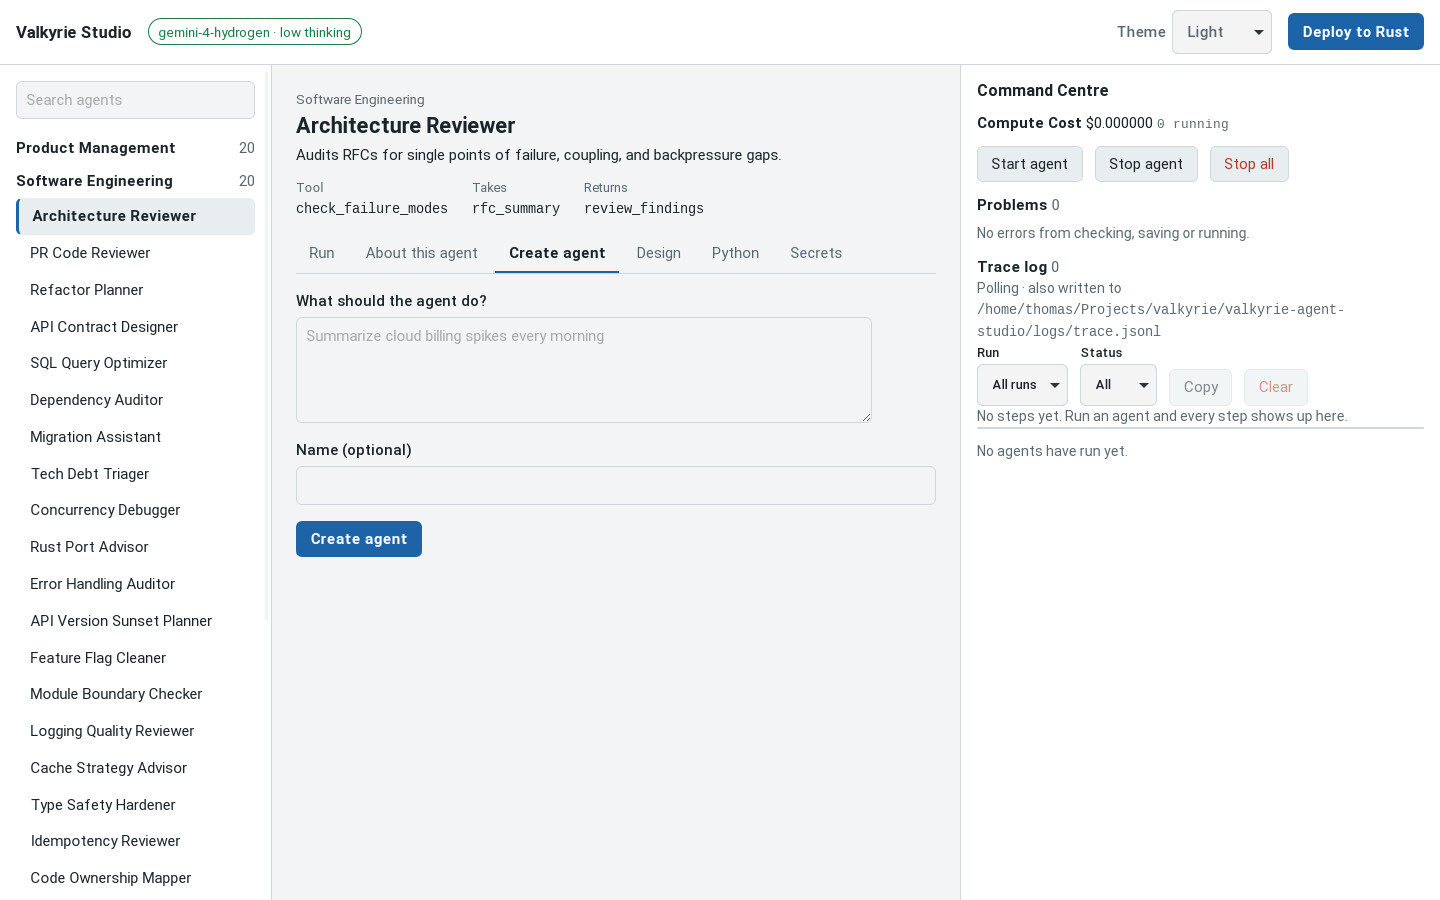 Valkyrie Studio
gemini-4-hydrogen · low thinking
Theme
Light
Deploy to Rust
Search agents
Product Management 20
Software Engineering 20
Architecture Reviewer
PR Code Reviewer
Refactor Planner
API Contract Designer
SQL Query Optimizer
Dependency Auditor
Migration Assistant
Tech Debt Triager
Concurrency Debugger
Rust Port Advisor
Error Handling Auditor
API Version Sunset Planner
Feature Flag Cleaner
Module Boundary Checker
Logging Quality Reviewer
Cache Strategy Advisor
Type Safety Hardener
Idempotency Reviewer
Code Ownership Mapper
Software Engineering
Architecture Reviewer
Audits RFCs for single points of failure, coupling, and backpressure gaps.
Tool Takes Returns
check_failure_modes rfc_summary review_findings
Run About this agent Create agent Design Python Secrets
What should the agent do?
Summarize cloud billing spikes every morning
Name (optional)
Create agent
Command Centre
Compute Cost $0.000000 0 running
Start agent Stop agent Stop all
Problems 0
No errors from checking, saving or running.
Trace log 0
Polling · also written to
/home/thomas/Projects/valkyrie/valkyrie-agent-
studio/logs/trace.jsonl
Run Status
All runs All Copy Clear
No steps yet. Run an agent and every step shows up here.
No agents have run yet.